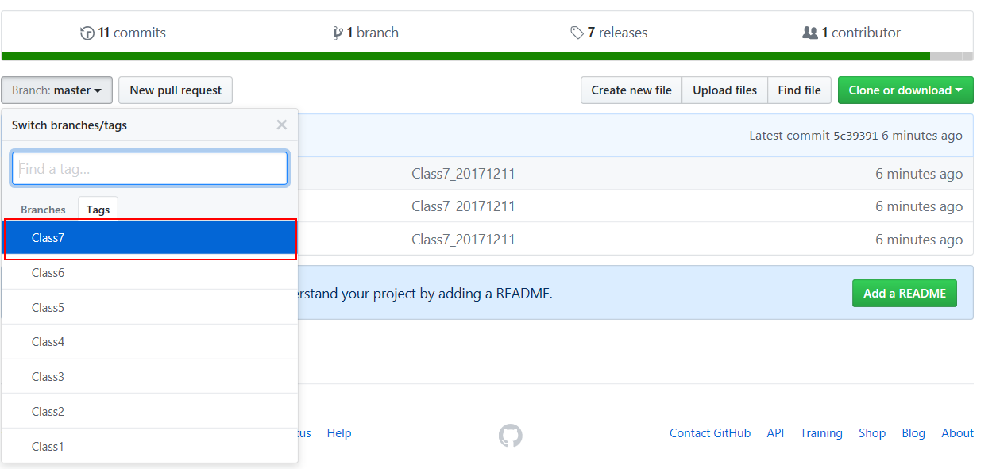 11 commits
1 branch
7 releases
1 contributor
Branch: master
New pull request
Create new file
Upload files
Find file
Clone or download
Switch branches/tags
Find a tag...
Branches
Tags
Class7
Class6
Class5
Class4
Class3
Class2
Class1
Latest commit 5c39391 6 minutes ago
Class7_20171211
6 minutes ago
Class7_20171211
6 minutes ago
Class7_20171211
6 minutes ago
erstand your project by adding a README.
Add a README
tus
Help
Contact GitHub
API
Training
Shop
Blog
About